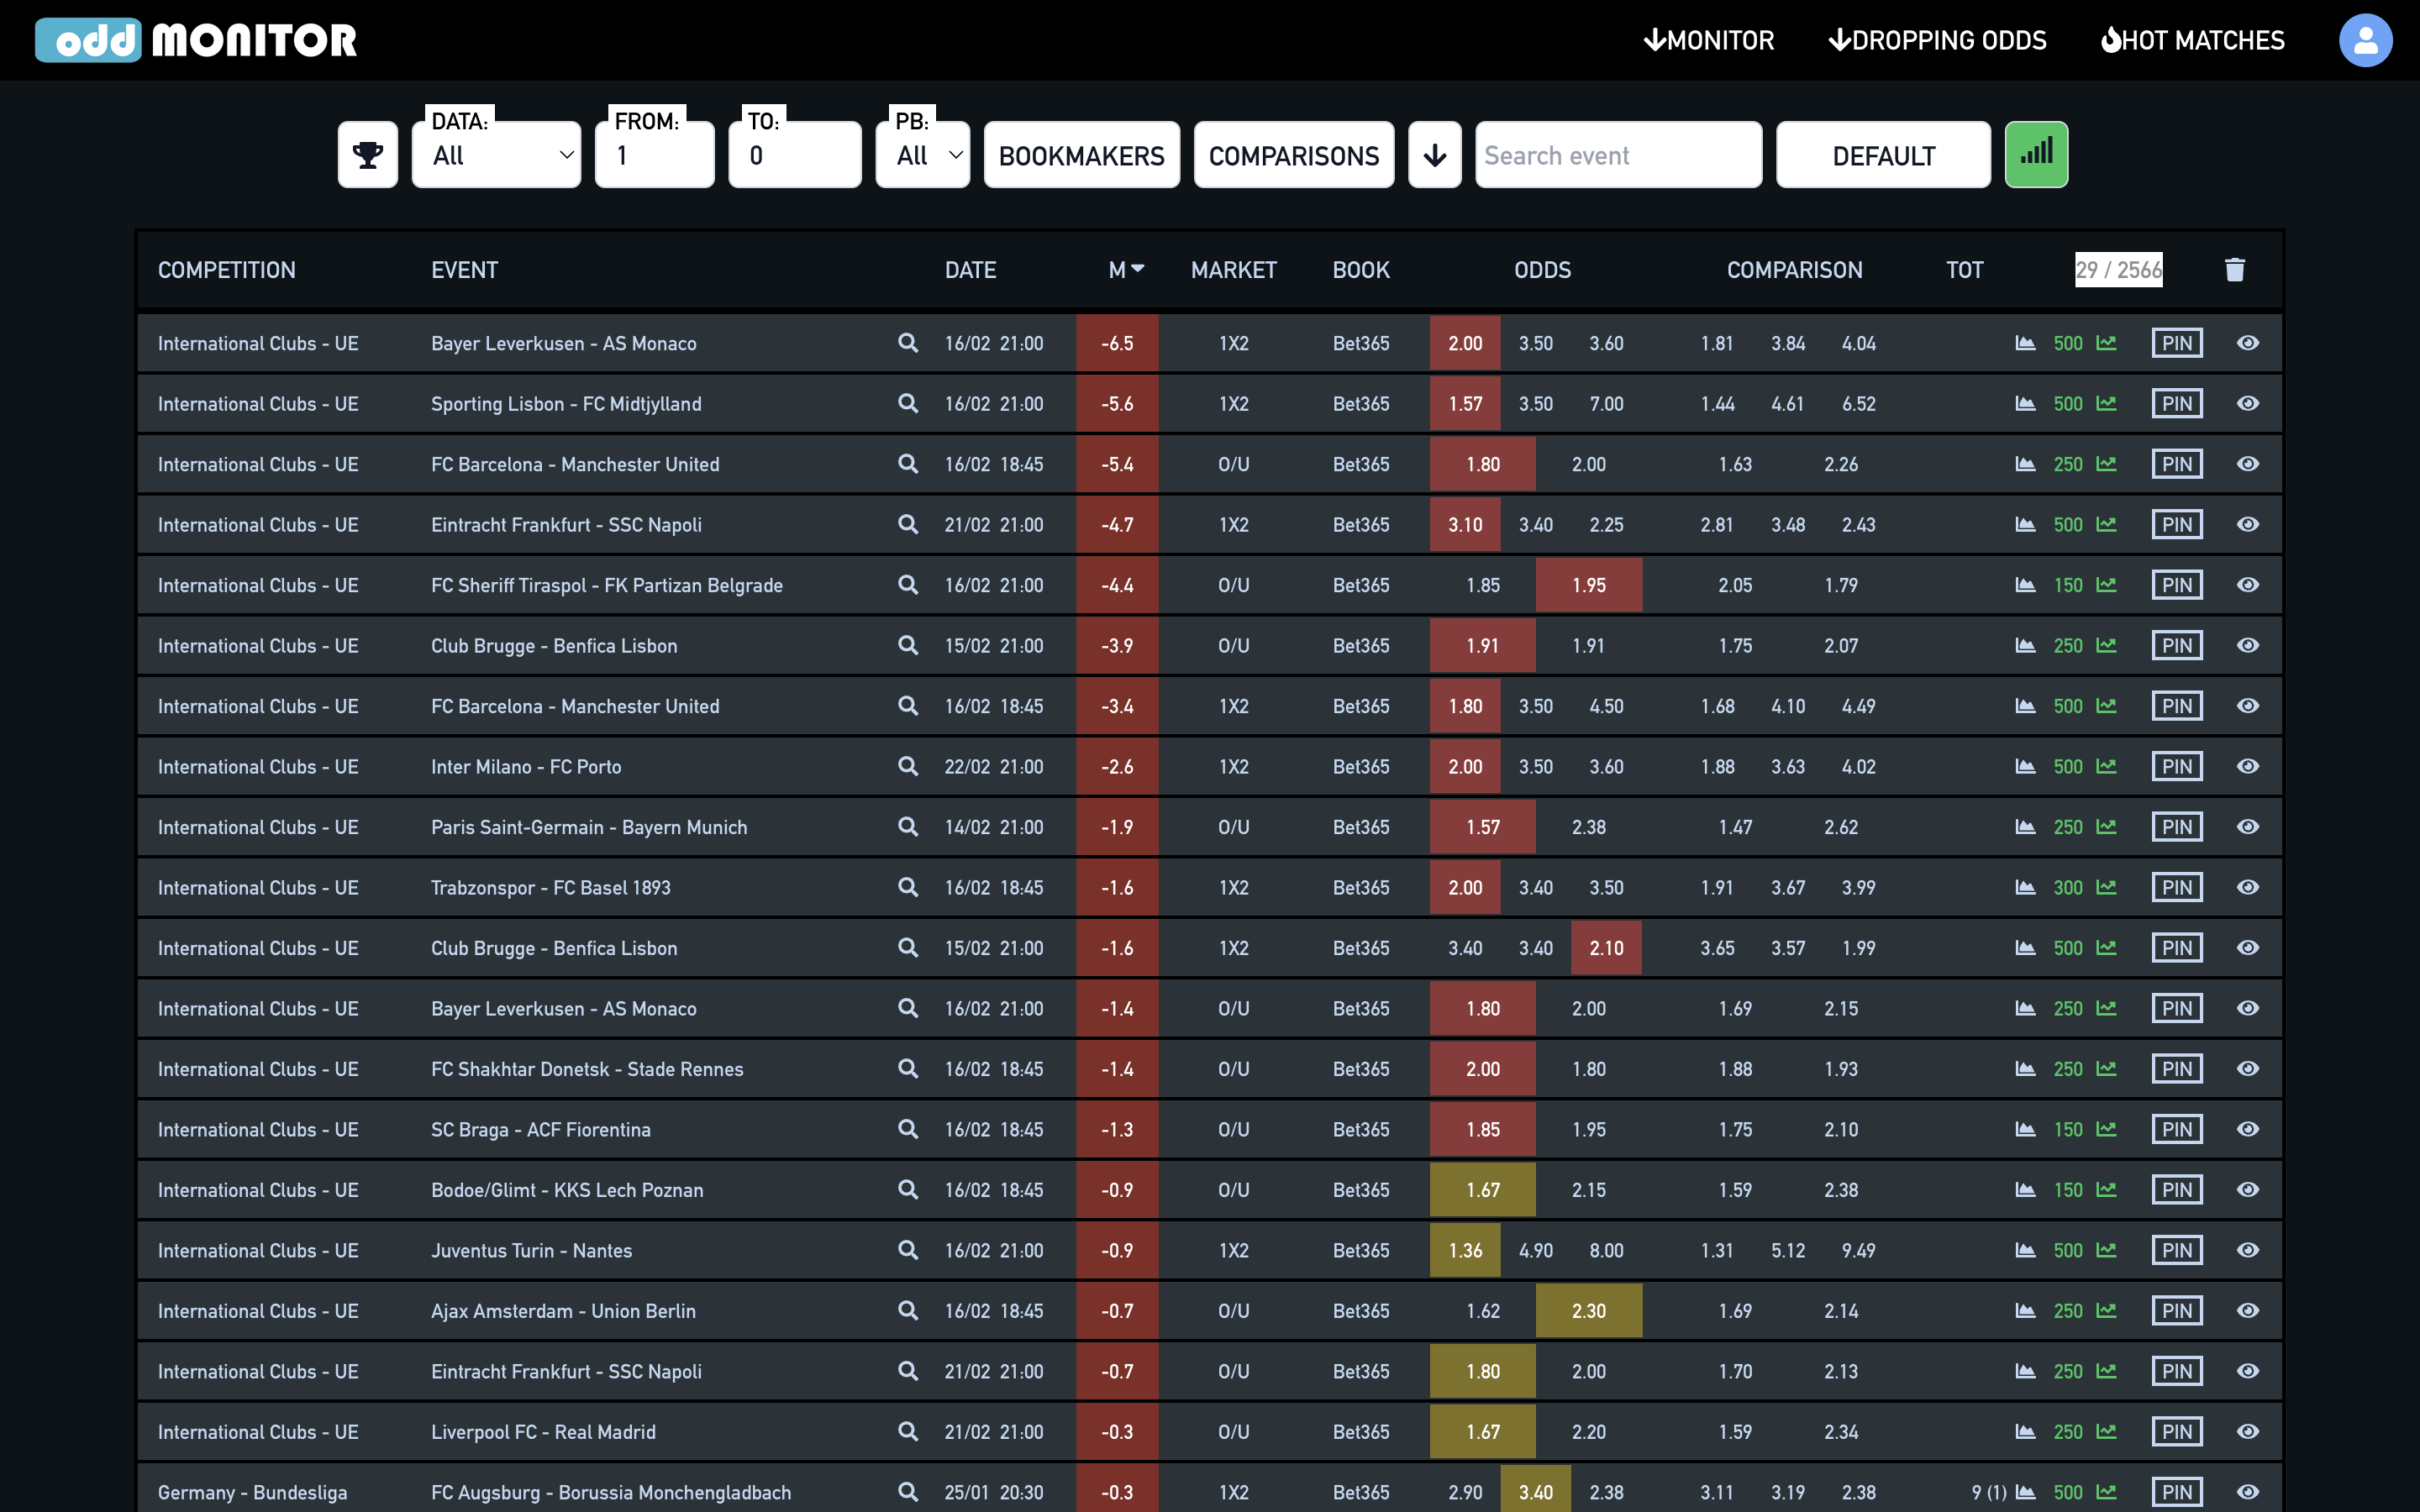 odd MONITOR
MONITOR DROPPING ODDS HOT MATCHES
DATA: FROM: TO: PB:
All 1 0 All BOOKMAKERS COMPARISONS Search event DEFAULT
COMPETITION EVENT DATE M MARKET BOOK ODDS COMPARISON TOT 29 / 2566
International Clubs - UE Bayer Leverkusen - AS Monaco 16/02 21:00 -6.5 1X2 Bet365 2.00 3.50 3.60 1.81 3.84 4.04 500 PIN
International Clubs - UE Sporting Lisbon - FC Midtjylland 16/02 21:00 -5.6 1X2 Bet365 1.57 3.50 7.00 1.44 4.61 6.52 500 PIN
International Clubs - UE FC Barcelona - Manchester United 16/02 18:45 -5.4 O/U Bet365 1.80 2.00 1.63 2.26 250 PIN
International Clubs - UE Eintracht Frankfurt - SSC Napoli 21/02 21:00 -4.7 1X2 Bet365 3.10 3.40 2.25 2.81 3.48 2.43 500 PIN
International Clubs - UE FC Sheriff Tiraspol - FK Partizan Belgrade 16/02 21:00 -4.4 O/U Bet365 1.85 1.95 2.05 1.79 150 PIN
International Clubs - UE Club Brugge - Benfica Lisbon 15/02 21:00 -3.9 O/U Bet365 1.91 1.91 1.75 2.07 250 PIN
International Clubs - UE FC Barcelona - Manchester United 16/02 18:45 -3.4 1X2 Bet365 1.80 3.50 4.50 1.68 4.10 4.49 500 PIN
International Clubs - UE Inter Milano - FC Porto 22/02 21:00 -2.6 1X2 Bet365 2.00 3.50 3.60 1.88 3.63 4.02 500 PIN
International Clubs - UE Paris Saint-Germain - Bayern Munich 14/02 21:00 -1.9 O/U Bet365 1.57 2.38 1.47 2.62 250 PIN
International Clubs - UE Trabzonspor - FC Basel 1893 16/02 18:45 -1.6 1X2 Bet365 2.00 3.40 3.50 1.91 3.67 3.99 300 PIN
International Clubs - UE Club Brugge - Benfica Lisbon 15/02 21:00 -1.6 1X2 Bet365 3.40 3.40 2.10 3.65 3.57 1.99 500 PIN
International Clubs - UE Bayer Leverkusen - AS Monaco 16/02 21:00 -1.4 O/U Bet365 1.80 2.00 1.69 2.15 250 PIN
International Clubs - UE FC Shakhtar Donetsk - Stade Rennes 16/02 18:45 -1.4 O/U Bet365 2.00 1.80 1.88 1.93 250 PIN
International Clubs - UE SC Braga - ACF Fiorentina 16/02 18:45 -1.3 O/U Bet365 1.85 1.95 1.75 2.10 150 PIN
International Clubs - UE Bodoe/Glimt - KKS Lech Poznan 16/02 18:45 -0.9 O/U Bet365 1.67 2.15 1.59 2.38 150 PIN
International Clubs - UE Juventus Turin - Nantes 16/02 21:00 -0.9 1X2 Bet365 1.36 4.90 8.00 1.31 5.12 9.49 500 PIN
International Clubs - UE Ajax Amsterdam - Union Berlin 16/02 18:45 -0.7 O/U Bet365 1.62 2.30 1.69 2.14 250 PIN
International Clubs - UE Eintracht Frankfurt - SSC Napoli 21/02 21:00 -0.7 O/U Bet365 1.80 2.00 1.70 2.13 250 PIN
International Clubs - UE Liverpool FC - Real Madrid 21/02 21:00 -0.3 O/U Bet365 1.67 2.20 1.59 2.34 250 PIN
Germany - Bundesliga FC Augsburg - Borussia Monchengladbach 25/01 20:30 -0.3 1X2 Bet365 2.90 3.40 2.38 3.11 3.19 2.38 9 (1) 500 PIN